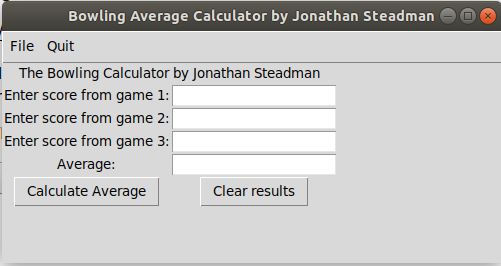 Bowling Average Calculator by Jonathan Steadman
File Quit
The Bowling Calculator by Jonathan Steadman
Enter score from game 1:
Enter score from game 2:
Enter score from game 3:
Average:
Calculate Average Clear results